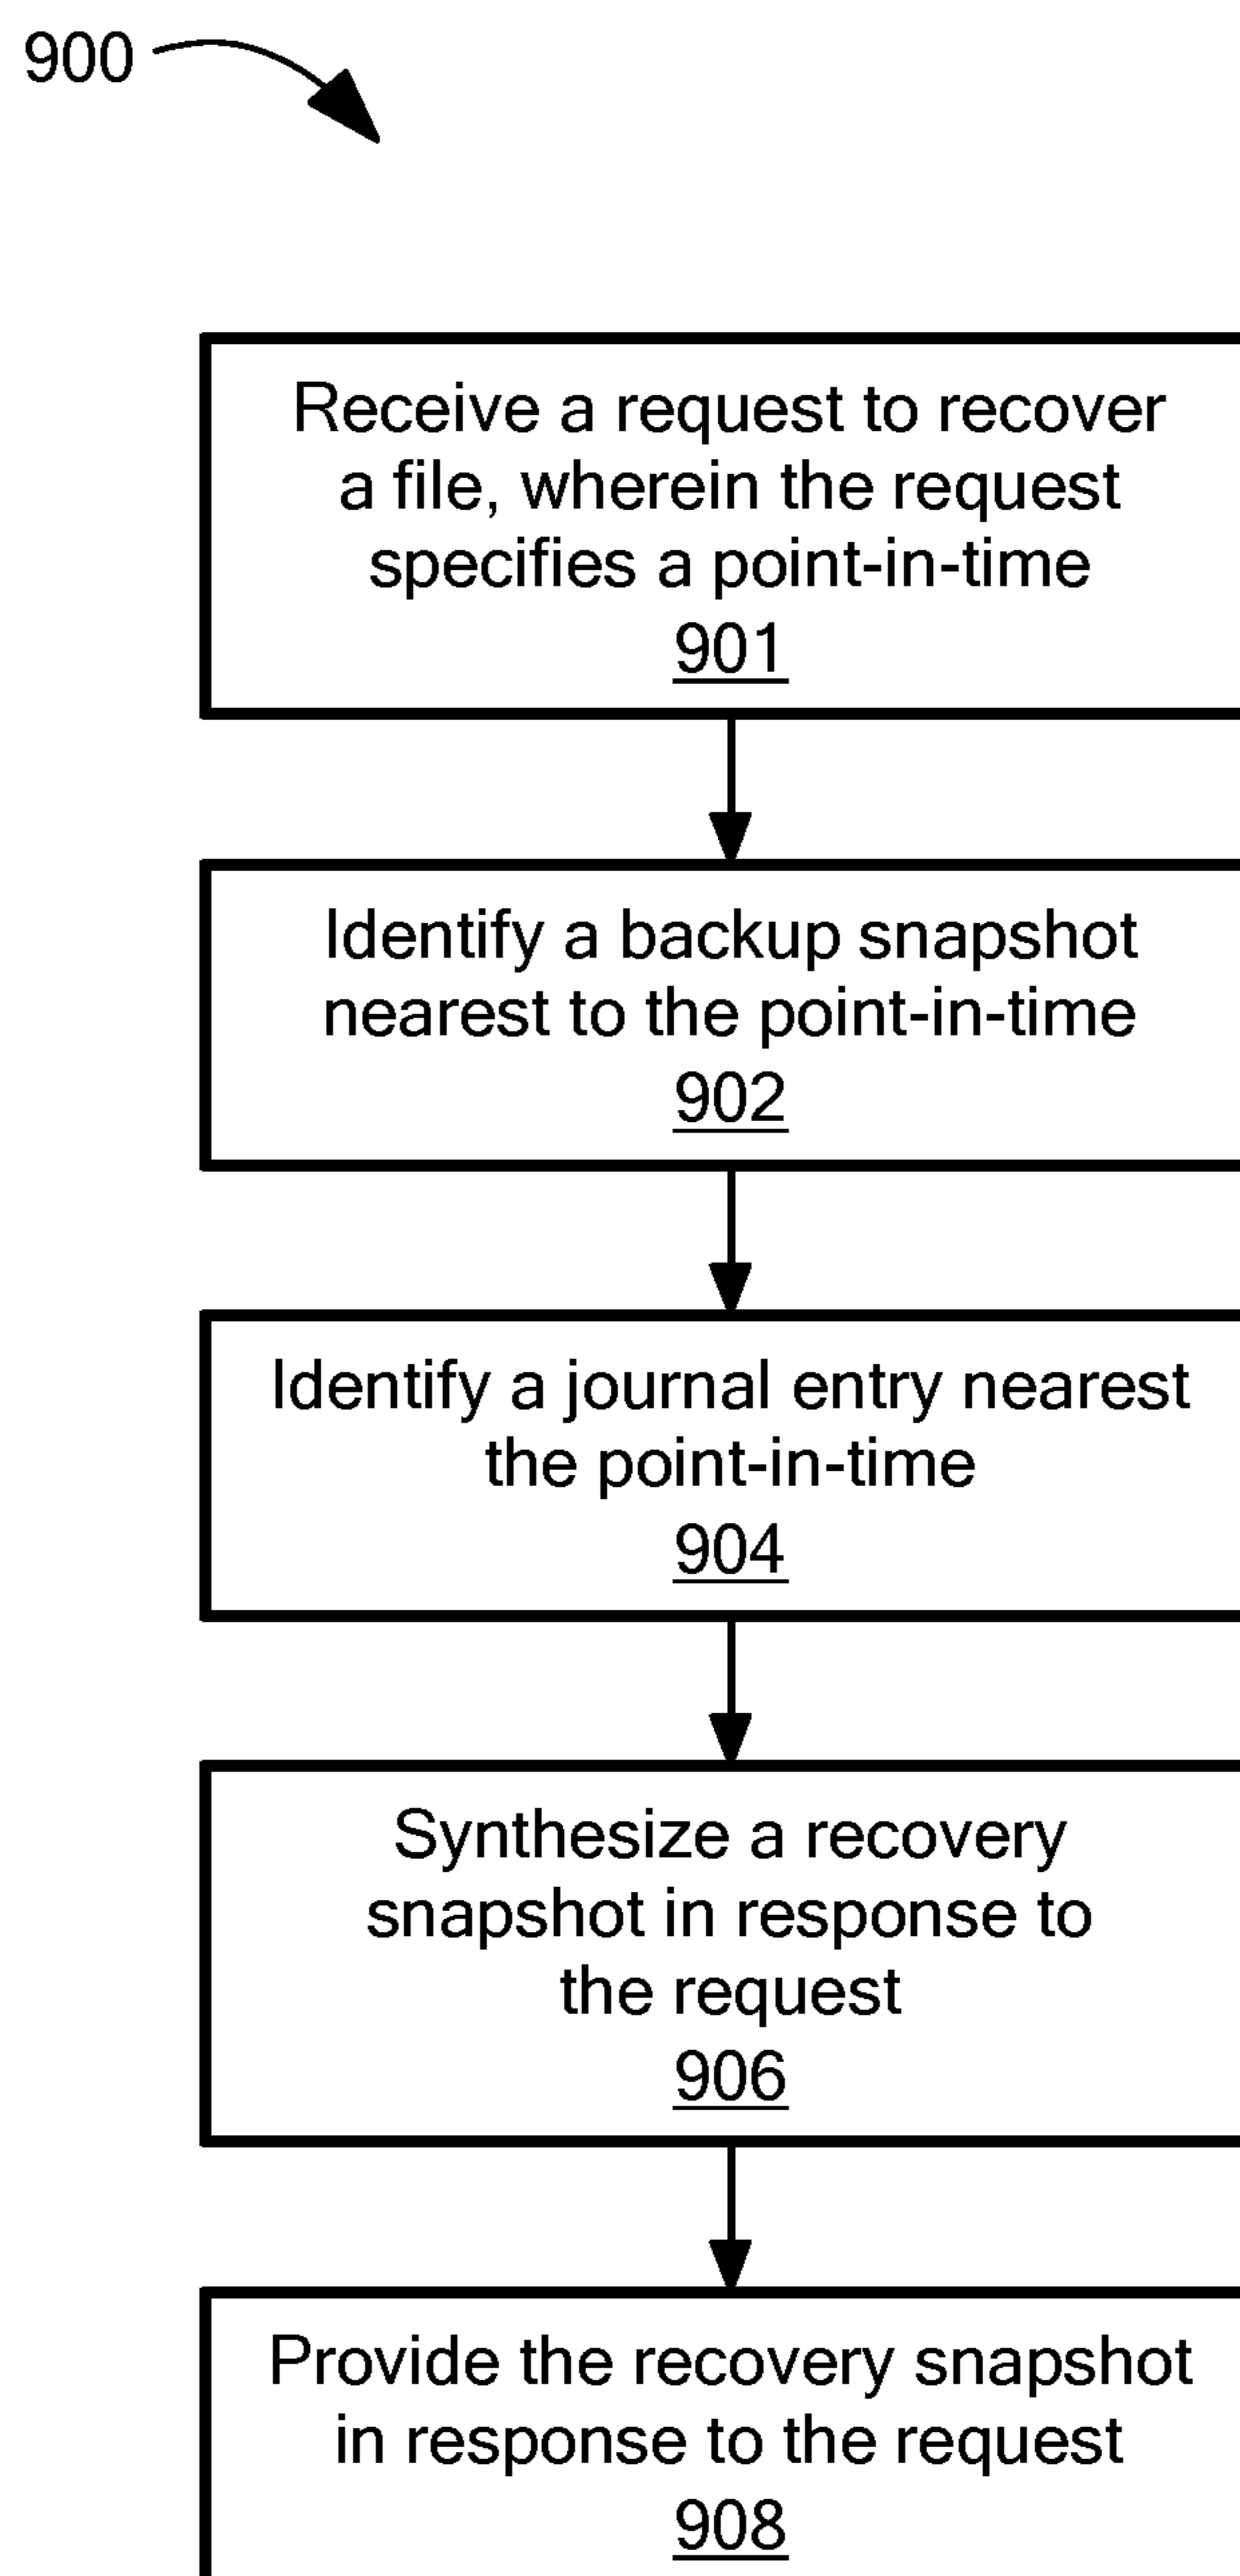 900
Receive a request to recover
a file, wherein the request
specifies a point-in-time
901
Identify a backup snapshot
nearest to the point-in-time
902
Identify a journal entry nearest
the point-in-time
904
Synthesize a recovery
snapshot in response to
the request
906
Provide the recovery snapshot
in response to the request
908